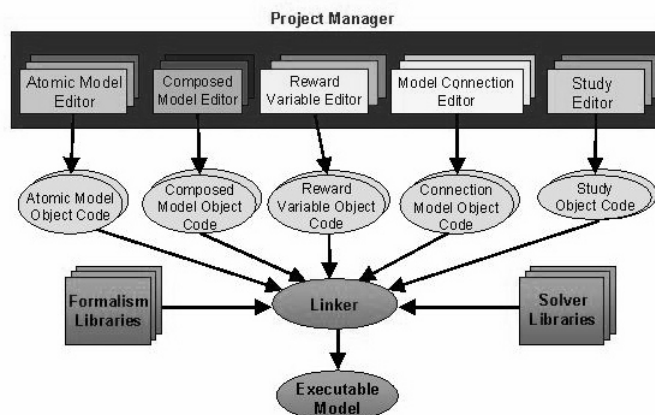 Project Manager
Atomic Model
Editor
Composed
Model Editor
Reward
Variable Editor
Model Connection
Editor
Study
Editor
Atomic Model
Object Code
Composed
Model Object
Code
Reward
Variable Object
Code
Connection
Model Object
Code
Study
Object Code
Formalism
Libraries
Linker
Solver
Libraries
Executable
Model